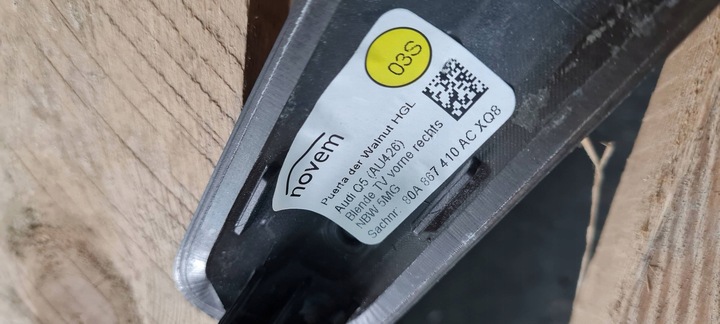 03S
novem
Puerta der Walnut HGL
Audi Q5 (AU426)
Blende TV vorne rechts
NBW 5MG
Sachnr. 80A 867 410 AC XQ8